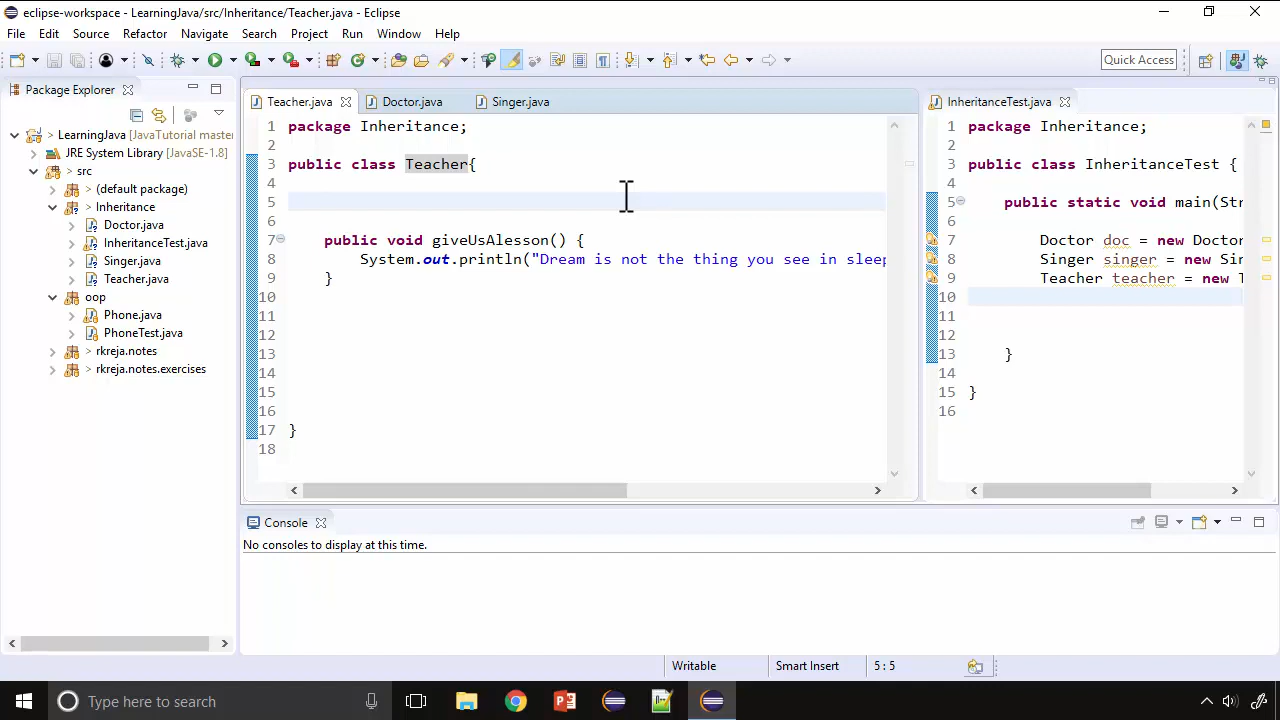 eclipse-workspace - LearningJava/src/Inheritance/Teacher.java - Eclipse
File Edit Source Refactor Navigate Search Project Run Window Help
Quick Access
Package Explorer
> LearningJava [JavaTutorial master
JRE System Library [JavaSE-1.8]
> src
> (default package)
> Inheritance
> Doctor.java
> InheritanceTest.java
> Singer.java
> Teacher.java
> oop
> Phone.java
> PhoneTest.java
> rkreja.notes
> rkreja.notes.exercises
Teacher.java Doctor.java Singer.java
1 package Inheritance;
2
3 public class Teacher{
4
5
6
7 public void giveUsAlesson() {
8 System.out.println("Dream is not the thing you see in sleep
9 }
10
11
12
13
14
15
16
17 }
18
InheritanceTest.java
1 package Inheritance;
2
3 public class InheritanceTest {
4
5 public static void main(Str
6
7 Doctor doc = new Doctor
8 Singer singer = new Sin
9 Teacher teacher = new T
10
11
12
13 }
14
15 }
16
Console
No consoles to display at this time.
Writable Smart Insert 5 : 5
Type here to search